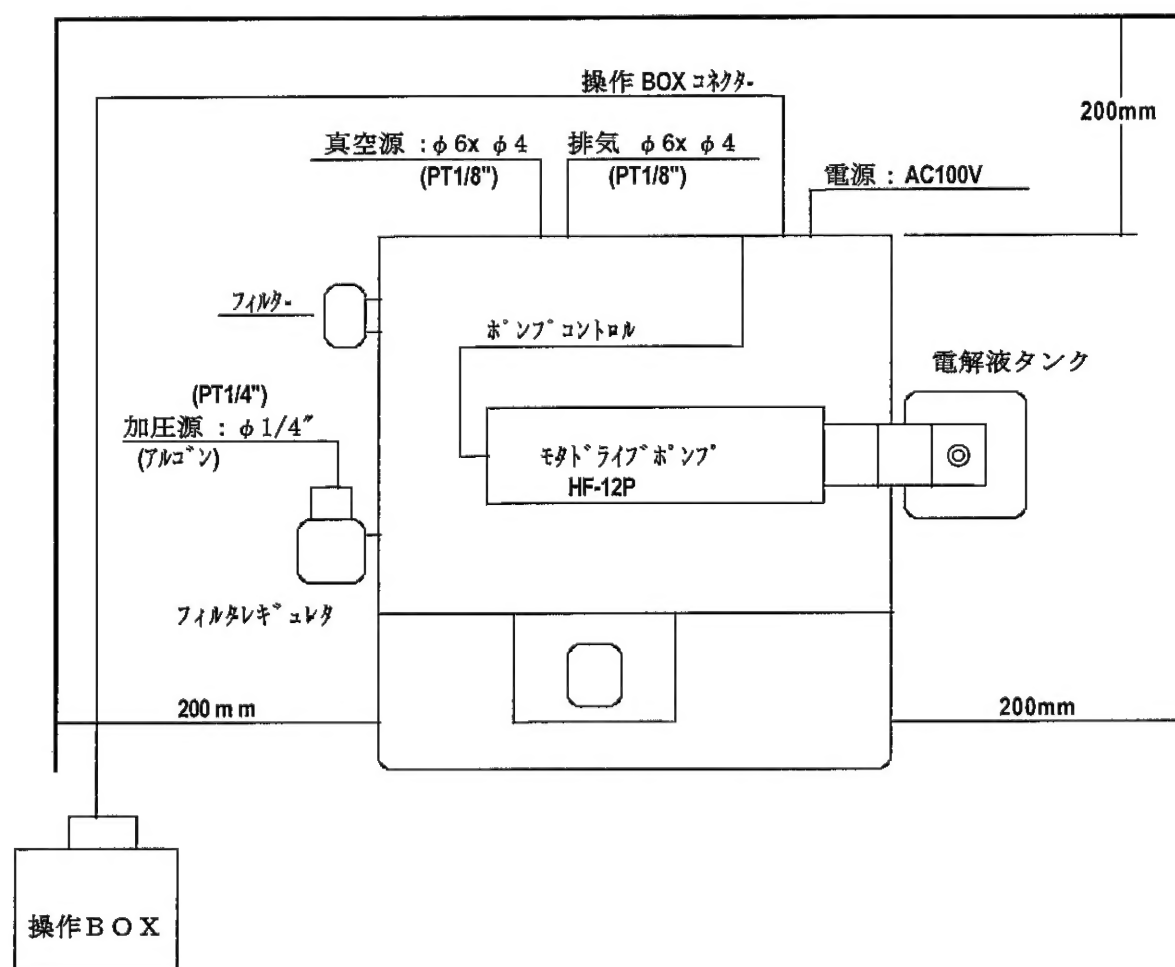 操作 BOX ｺﾈｸﾀｰ
200mm
真空源：φ6x φ4
(PT1/8")
排気 φ6x φ4
(PT1/8")
電源：AC100V
ﾌｨﾙﾀｰ
ﾎﾟﾝﾌﾟｺﾝﾄﾛﾙ
電解液タンク
(PT1/4")
加圧源：φ1/4″
(ｱﾙｺﾞﾝ)
ﾓﾀﾄﾞﾗｲﾌﾞﾎﾟﾝﾌﾟ
HF-12P
ﾌｨﾙﾀﾚｷﾞｭﾚﾀ
200mm
200mm
操作ＢＯＸ